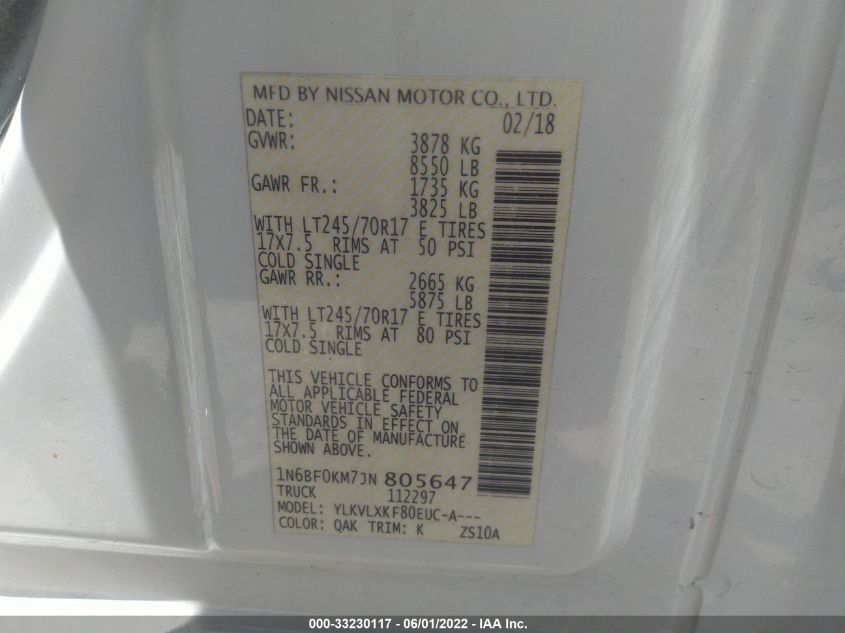 MFD BY NISSAN MOTOR CO., LTD.
DATE: 02/18
GVWR: 3878 KG
8550 LB
GAWR FR.: 1735 KG
3825 LB
WITH LT245/70R17 E TIRES
17X7.5 RIMS AT 50 PSI
COLD SINGLE
GAWR RR.: 2665 KG
5875 LB
WITH LT245/70R17 E TIRES
17X7.5 RIMS AT 80 PSI
COLD SINGLE
THIS VEHICLE CONFORMS TO
ALL APPLICABLE FEDERAL
MOTOR VEHICLE SAFETY
STANDARDS IN EFFECT ON
THE DATE OF MANUFACTURE
SHOWN ABOVE.
1N6BF0KM7JN 805647
TRUCK 112297
MODEL: YLKVLXKF80EUC-A---
COLOR: QAK TRIM: K ZS10A
000-33230117 - 06/01/2022 - IAA Inc.